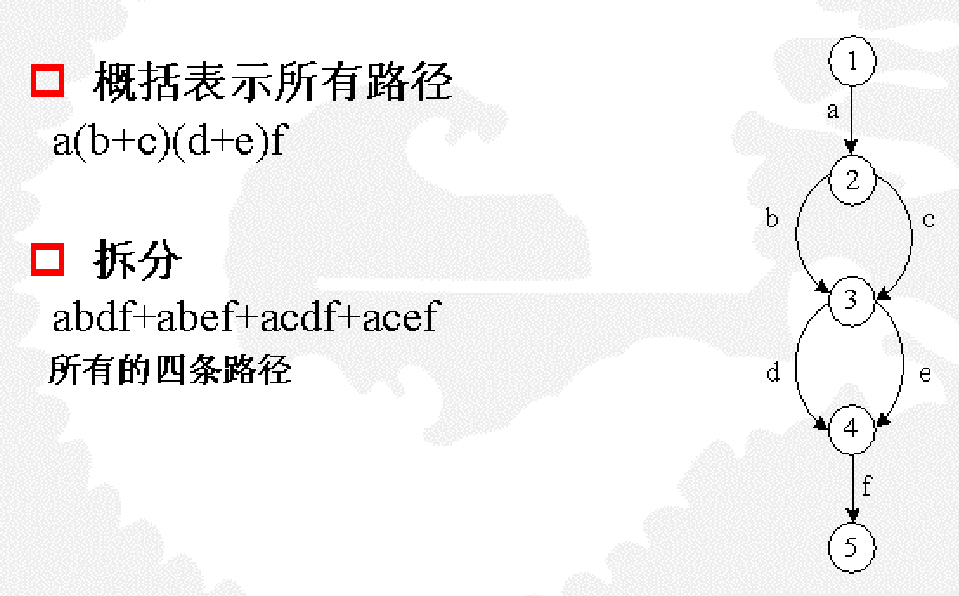 概括表示所有路径
a(b+c)(d+e)f
拆分
abdf+abef+acdf+acef
所有的四条路径
1
a
2
b
c
3
d
e
4
f
5